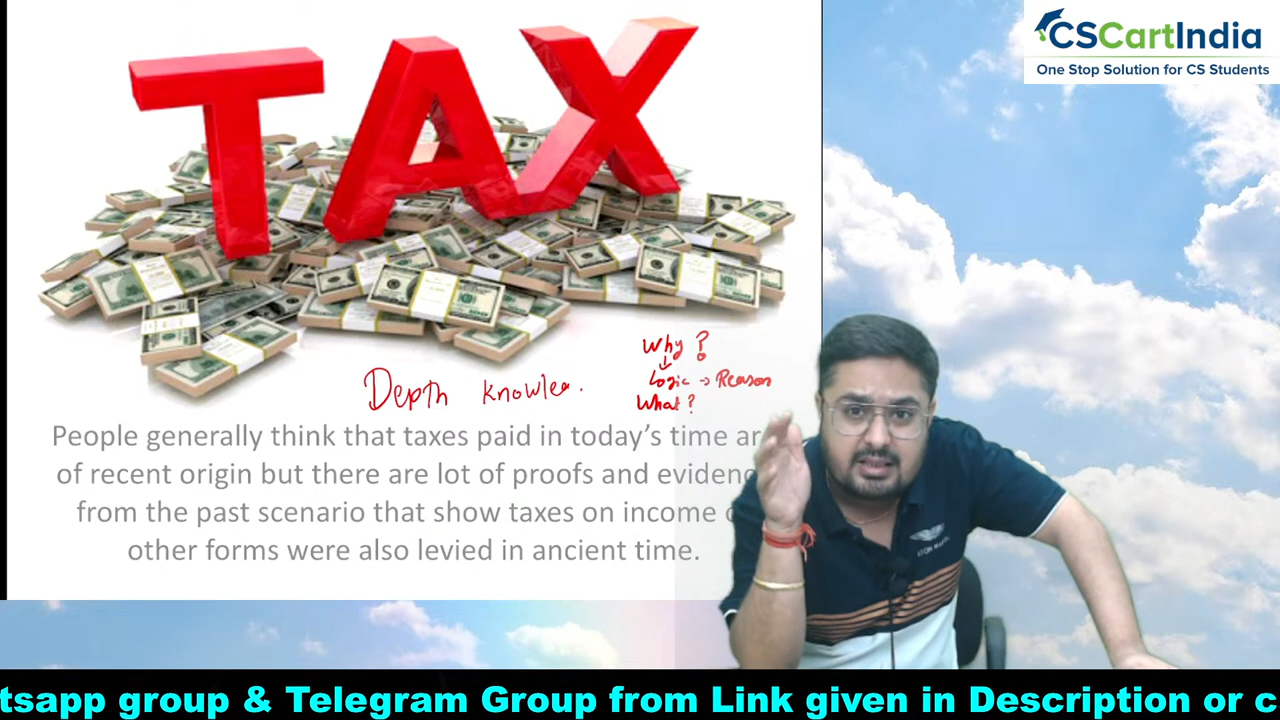 TAX
CSCartIndia
One Stop Solution for CS Students
Why ?
Logic → Reason
What ?
Depth knowle
People generally think that taxes paid in today's time ar
of recent origin but there are lot of proofs and evidenc
from the past scenario that show taxes on income
other forms were also levied in ancient time.
tsapp group & Telegram Group from Link given in Description or c